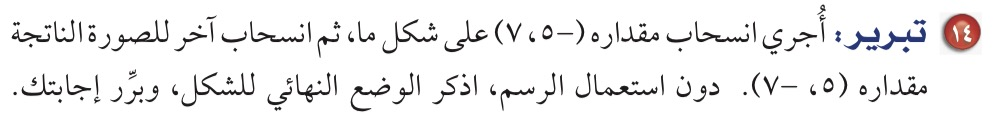 ١٤ تبرير: أُجري انسحاب مقداره (−٥، ٧) على شكل ما، ثم انسحاب آخر للصورة الناتجة
مقداره (٥، −٧). دون استعمال الرسم، اذكر الوضع النهائي للشكل، وبرِّر إجابتك.